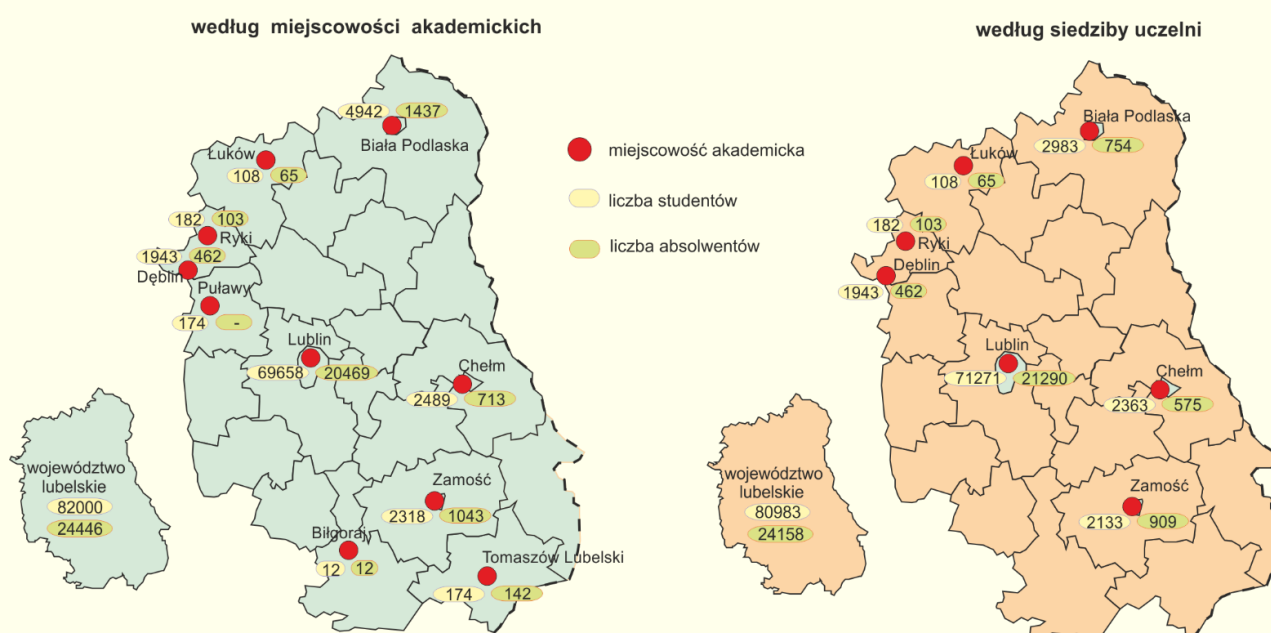 według miejscowości akademickich
4942 1437
Biała Podlaska
Łuków
108 65
182 103
Ryki
1943 462
Dęblin
Puławy
174 -
Lublin
69658 20469
Chełm
2489 713
Zamość
2318 1043
Biłgoraj
12 12
Tomaszów Lubelski
174 142
województwo
lubelskie
82000
24446
miejscowość akademicka
liczba studentów
liczba absolwentów
według siedziby uczelni
Biała Podlaska
2983 754
Łuków
108 65
182 103
Ryki
Dęblin
1943 462
Lublin
71271 21290
Chełm
2363 575
Zamość
2133 909
województwo
lubelskie
80983
24158